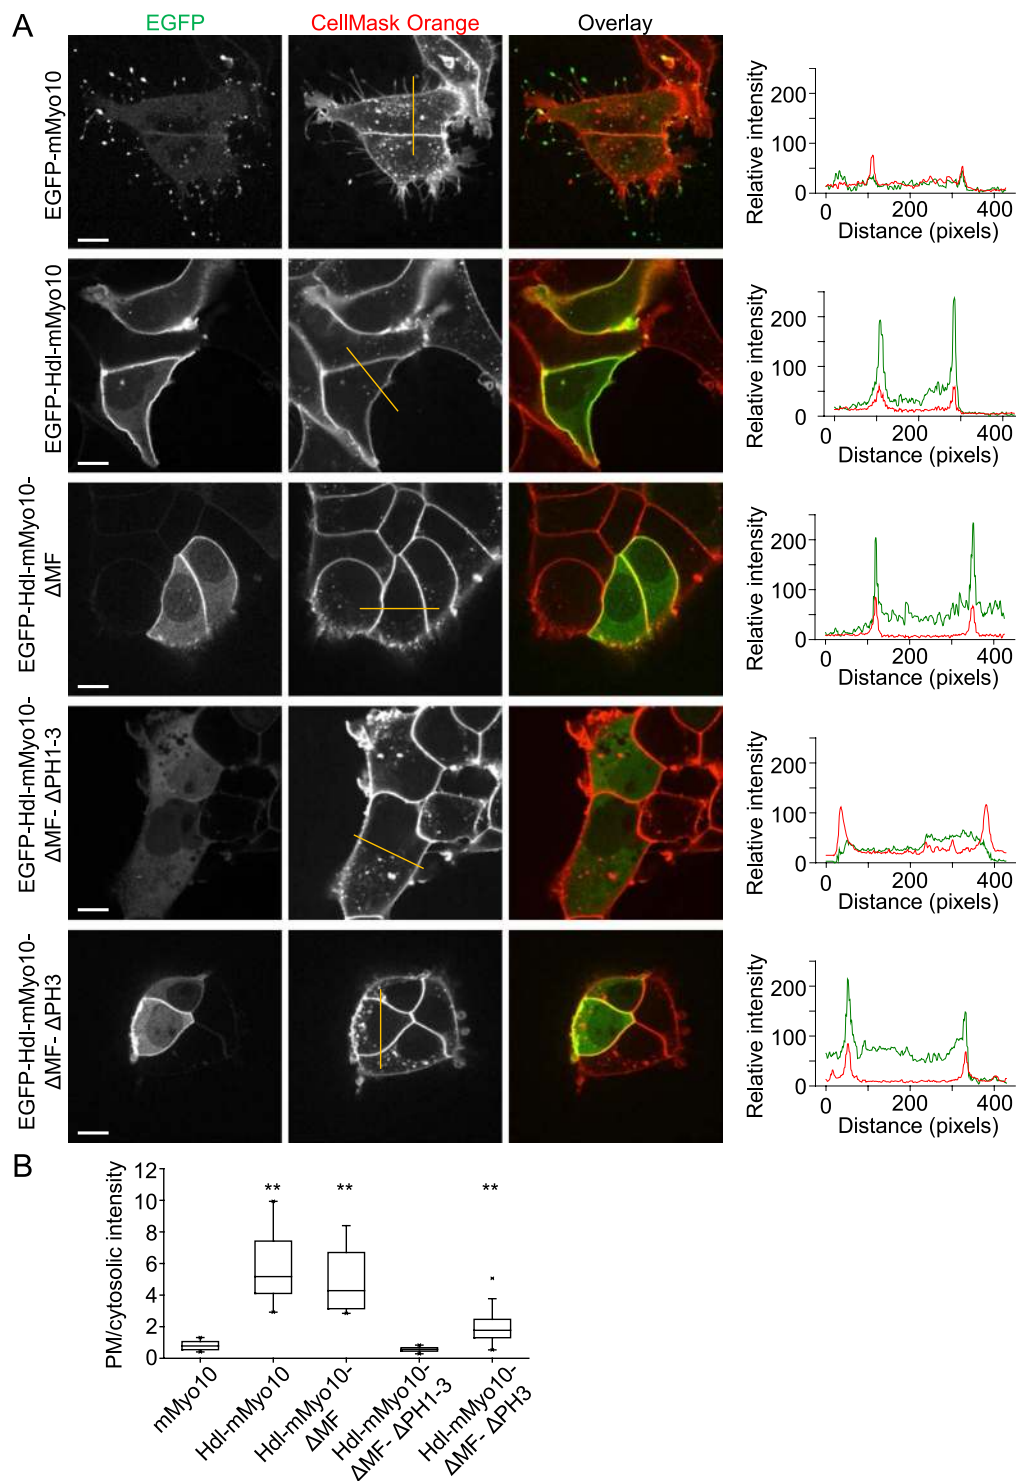 A
EGFP
CellMask Orange
Overlay
EGFP-mMyo10
Relative intensity
200
100
0
0 200 400
Distance (pixels)
EGFP-Hdl-mMyo10
Relative intensity
200
100
0
0 200 400
Distance (pixels)
EGFP-Hdl-mMyo10-
ΔMF
Relative intensity
200
100
0
0 200 400
Distance (pixels)
EGFP-Hdl-mMyo10-
ΔMF- ΔPH1-3
Relative intensity
200
100
0
0 200 400
Distance (pixels)
EGFP-Hdl-mMyo10-
ΔMF- ΔPH3
Relative intensity
200
100
0
0 200 400
Distance (pixels)
B
PM/cytosolic intensity
12
10
8
6
4
2
0
** ** **
mMyo10
Hdl-mMyo10
Hdl-mMyo10-
ΔMF
Hdl-mMyo10-
ΔMF- ΔPH1-3
Hdl-mMyo10-
ΔMF- ΔPH3